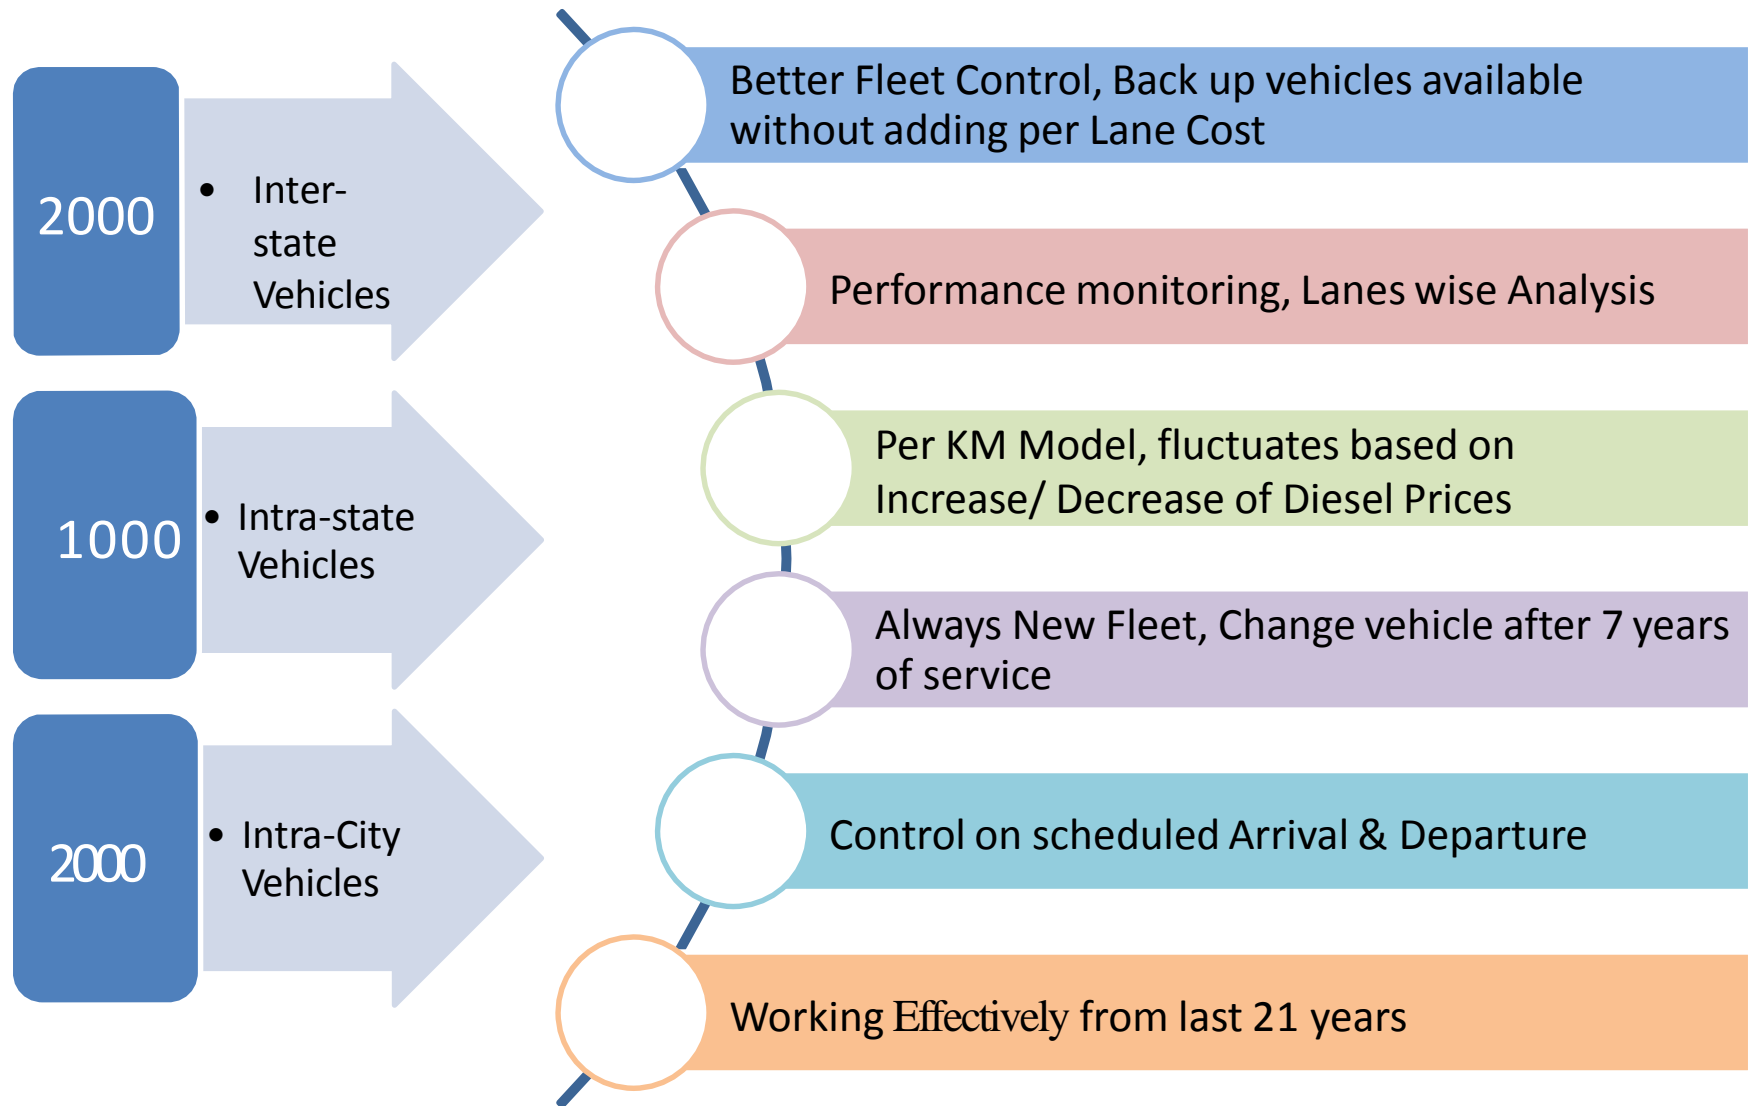 2000
• Inter-
state
Vehicles
1000
• Intra-state
Vehicles
2000
• Intra-City
Vehicles
Better Fleet Control, Back up vehicles available
without adding per Lane Cost
Performance monitoring, Lanes wise Analysis
Per KM Model, fluctuates based on
Increase/ Decrease of Diesel Prices
Always New Fleet, Change vehicle after 7 years
of service
Control on scheduled Arrival & Departure
Working Effectively from last 21 years